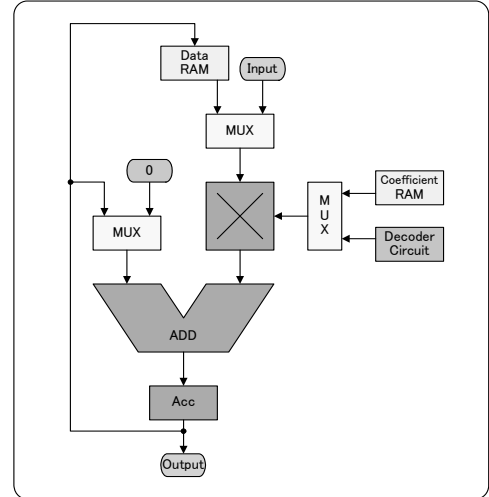 Data
RAM
Input
MUX
0
MUX
M
U
X
Coefficient
RAM
Decoder
Circuit
ADD
Acc
Output